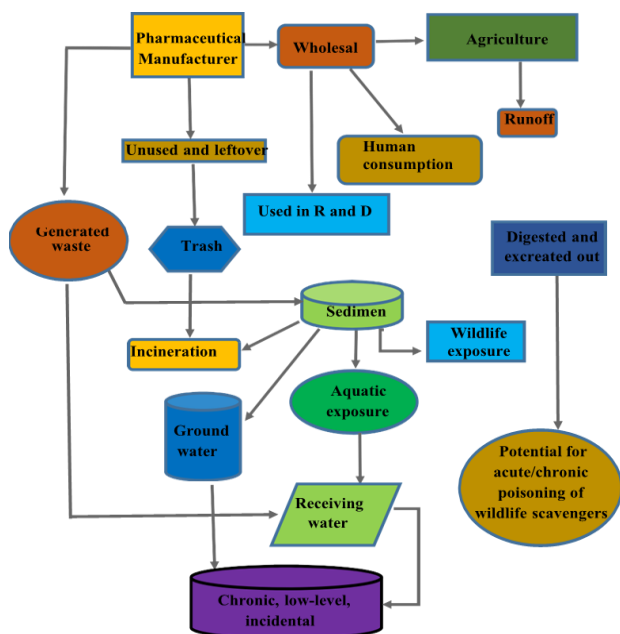 Pharmaceutical
Manufacturer
Wholesal
Agriculture
Runoff
Unused and leftover
Human
consumption
Used in R and D
Generated
waste
Trash
Digested and
excreated out
Sedimen
Incineration
Wildlife
exposure
Aquatic
exposure
Ground
water
Potential for
acute/chronic
poisoning of
wildlife scavengers
Receiving
water
Chronic, low-level,
incidental